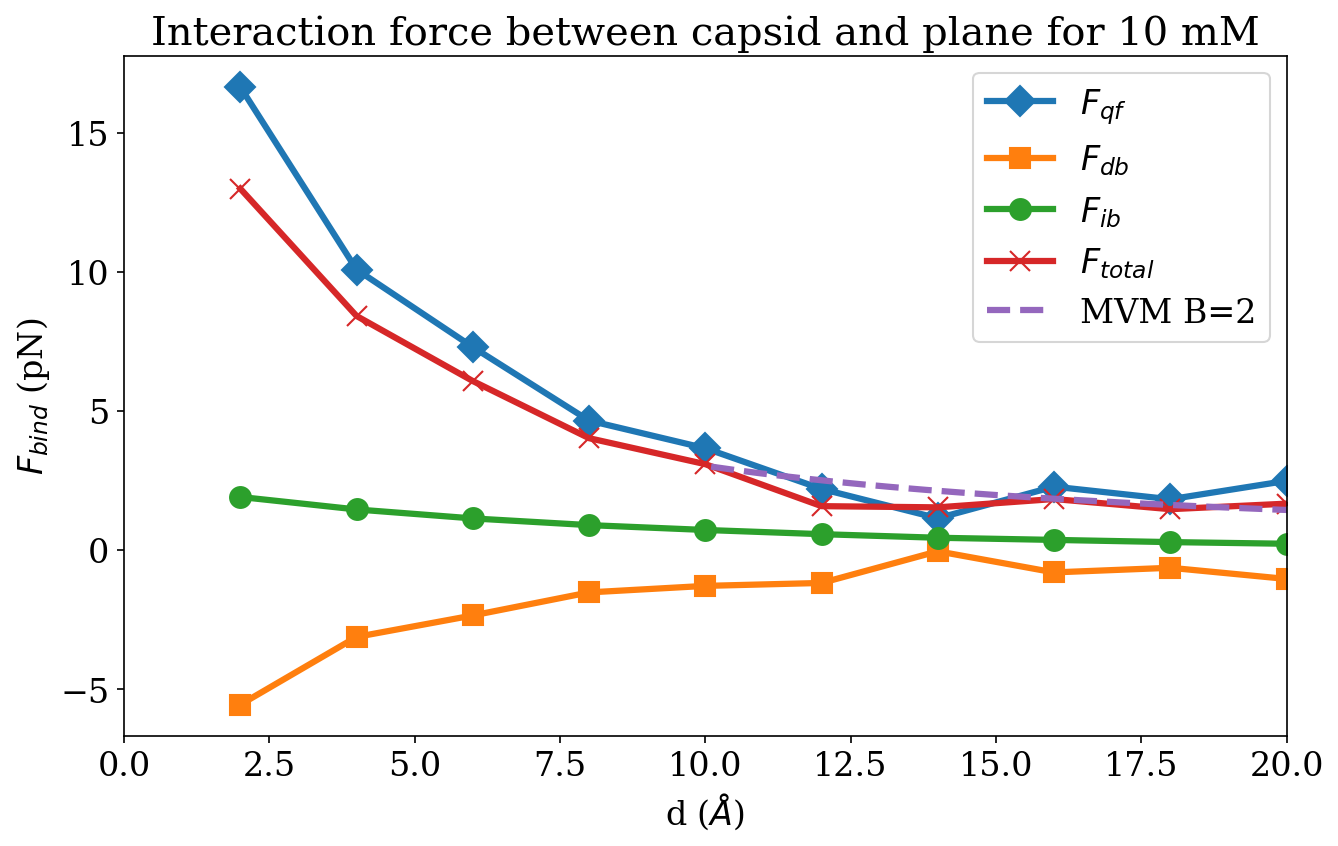 Interaction force between capsid and plane for 10 mM
F_{qf}
F_{db}
F_{ib}
F_{total}
MVM B=2
F_{bind} (pN)
15
10
5
0
−5
0.0 2.5 5.0 7.5 10.0 12.5 15.0 17.5 20.0
d (Å)